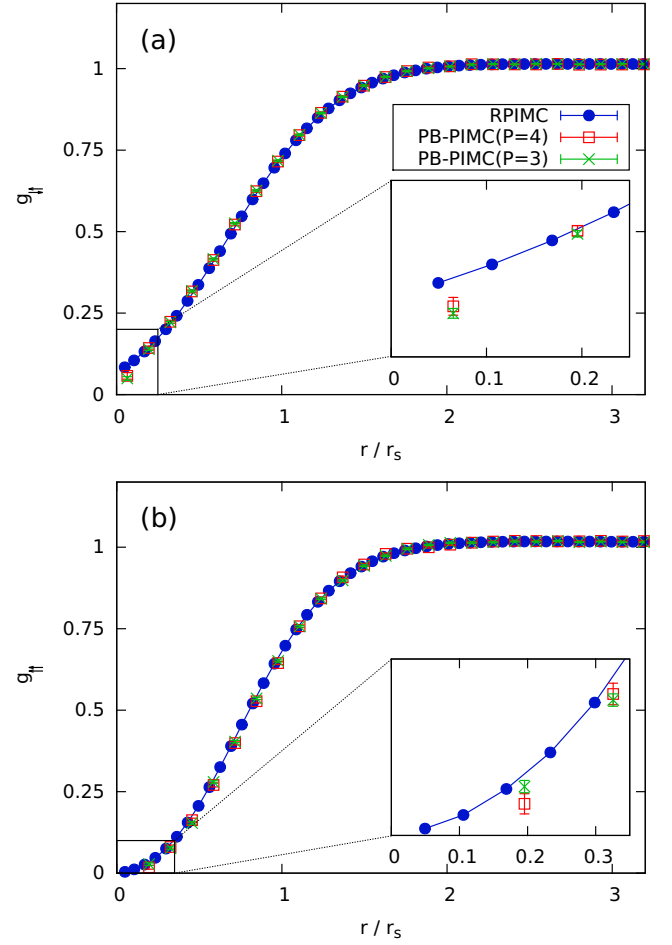 (a)
1
0.75
0.5
0.25
0
g↓↑
RPIMC
PB-PIMC(P=4)
PB-PIMC(P=3)
0 0.1 0.2
0 1 2 3
r / rs
(b)
1
0.75
0.5
0.25
0
g↑↑
0 0.1 0.2 0.3
0 1 2 3
r / rs